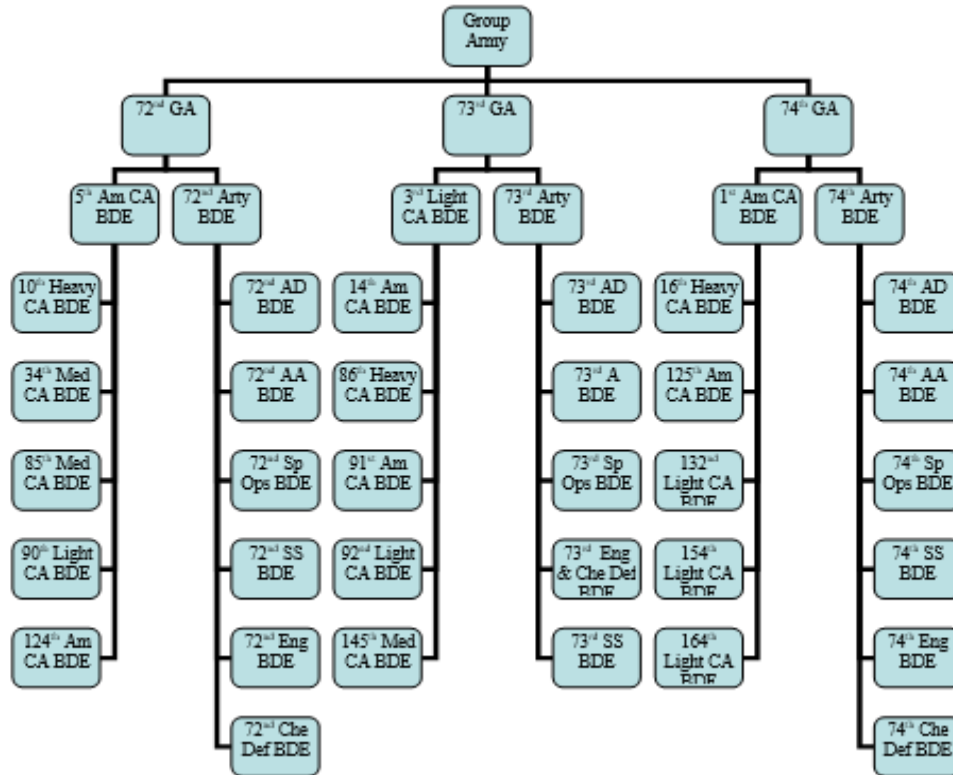 Group
Army
72nd GA
73rd GA
74th GA
5th Am CA
BDE
72nd Arty
BDE
3rd Light
CA BDE
73rd Arty
BDE
1st Am CA
BDE
74th Arty
BDE
10th Heavy
CA BDE
72nd AD
BDE
14th Am
CA BDE
73rd AD
BDE
16th Heavy
CA BDE
74th AD
BDE
34th Med
CA BDE
72nd AA
BDE
86th Heavy
CA BDE
73rd A
BDE
125th Am
CA BDE
74th AA
BDE
85th Med
CA BDE
72nd Sp
Ops BDE
91st Am
CA BDE
73rd Sp
Ops BDE
132nd
Light CA
BDE
74th Sp
Ops BDE
90th Light
CA BDE
72nd SS
BDE
92nd Light
CA BDE
73rd Eng
& Che Def
BDE
154th
Light CA
BDE
74th SS
BDE
124th Am
CA BDE
72nd Eng
BDE
145th Med
CA BDE
73rd SS
BDE
164th
Light CA
BDE
74th Eng
BDE
72nd Che
Def BDE
74th Che
Def BDE